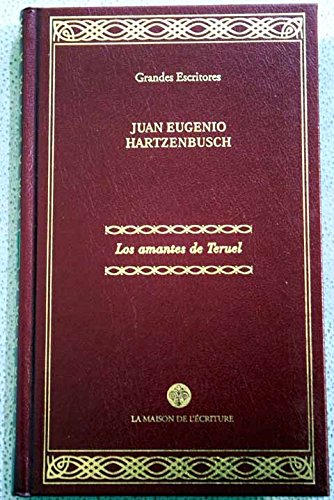 Grandes Escritores
JUAN EUGENIO
HARTZENBUSCH
Los amantes de Teruel
LA MAISON DE L'ÉCRITURE